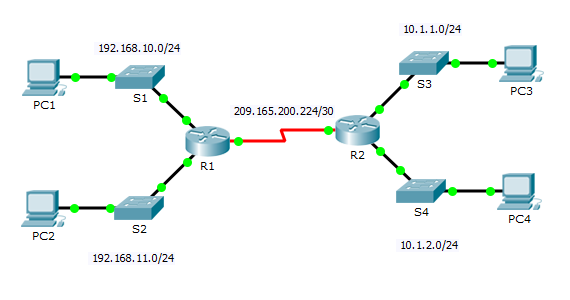 192.168.10.0/24
10.1.1.0/24
PC1
S1
S3
PC3
209.165.200.224/30
R1
R2
PC2
S2
S4
PC4
192.168.11.0/24
10.1.2.0/24